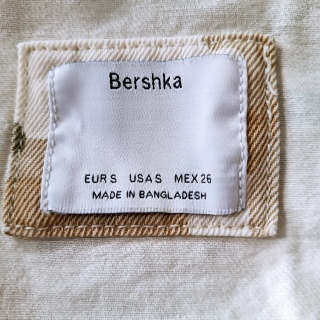 Bershka
EUR S USA S MEX 26
MADE IN BANGLADESH